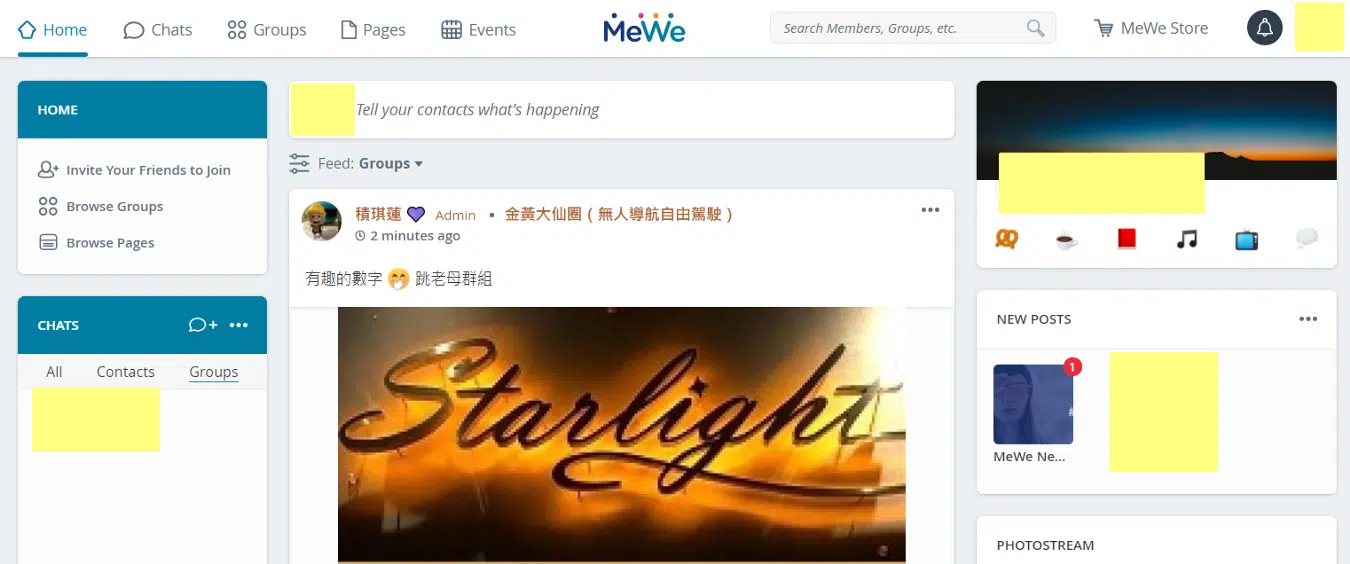 Home
Chats
Groups
Pages
Events
MeWe
Search Members, Groups, etc.
MeWe Store
HOME
Invite Your Friends to Join
Browse Groups
Browse Pages
CHATS
All Contacts Groups
Tell your contacts what's happening
Feed: Groups
積琪蓮 💜 Admin • 金黃大仙圈（無人導航自由駕駛）
2 minutes ago
有趣的數字 🤭 跳老母群組
Starlight
NEW POSTS
1
#
MeWe Ne...
PHOTOSTREAM